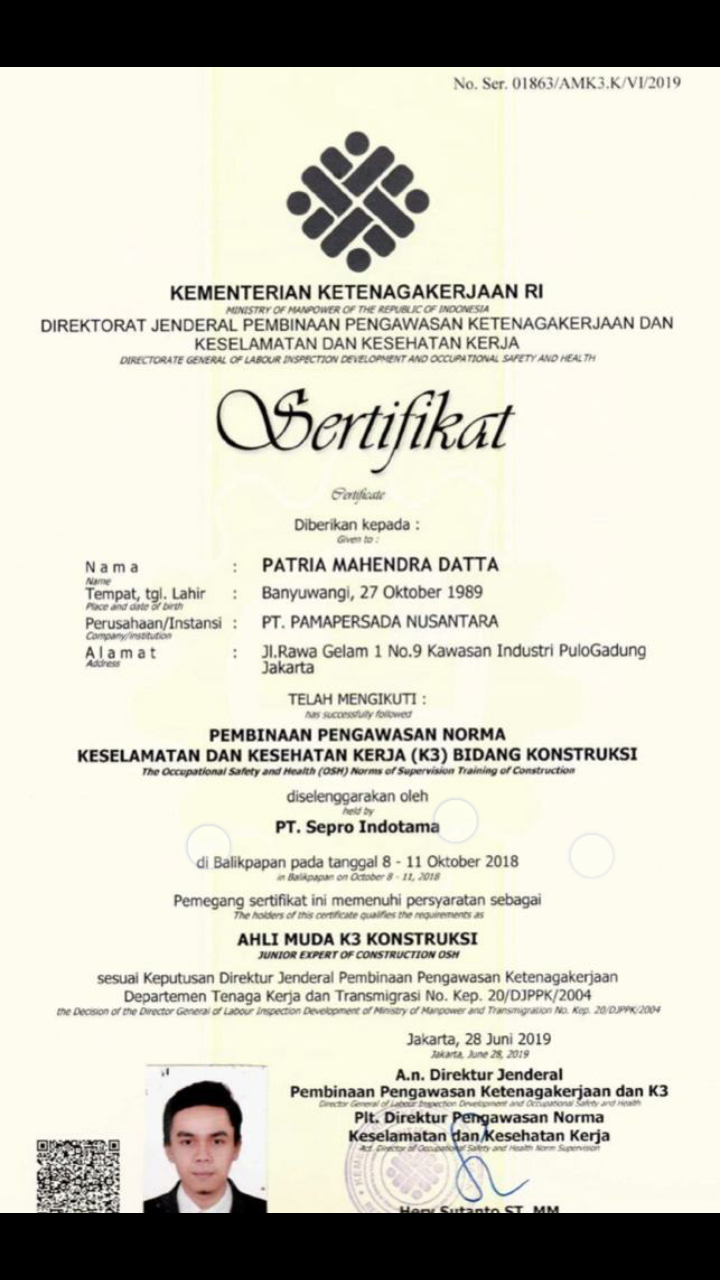 No. Ser. 01863/AMK3.K/VI/2019
KEMENTERIAN KETENAGAKERJAAN RI
MINISTRY OF MANPOWER OF THE REPUBLIC OF INDONESIA
DIREKTORAT JENDERAL PEMBINAAN PENGAWASAN KETENAGAKERJAAN DAN
KESELAMATAN DAN KESEHATAN KERJA
DIRECTORATE GENERAL OF LABOUR INSPECTION DEVELOPMENT AND OCCUPATIONAL SAFETY AND HEALTH
Sertifikat
Certificate
Diberikan kepada :
Given to :
Nama : PATRIA MAHENDRA DATTA
Name
Tempat, tgl. Lahir : Banyuwangi, 27 Oktober 1989
Place and date of birth
Perusahaan/Instansi : PT. PAMAPERSADA NUSANTARA
Company/institution
Alamat : Jl.Rawa Gelam 1 No.9 Kawasan Industri PuloGadung
Address
Jakarta
TELAH MENGIKUTI :
has successfully followed
PEMBINAAN PENGAWASAN NORMA
KESELAMATAN DAN KESEHATAN KERJA (K3) BIDANG KONSTRUKSI
The Occupational Safety and Health (OSH) Norms of Supervision Training of Construction
diselenggarakan oleh
held by
PT. Sepro Indotama
di Balikpapan pada tanggal 8 - 11 Oktober 2018
in Balikpapan on October 8 - 11, 2018
Pemegang sertifikat ini memenuhi persyaratan sebagai
The holders of this certificate qualifies the requirements as
AHLI MUDA K3 KONSTRUKSI
JUNIOR EXPERT OF CONSTRUCTION OSH
sesuai Keputusan Direktur Jenderal Pembinaan Pengawasan Ketenagakerjaan
Departemen Tenaga Kerja dan Transmigrasi No. Kep. 20/DJPPK/2004
the Decision of the Director General of Labour Inspection Development of Ministry of Manpower and Transmigration No. Kep. 20/DJPPK/2004
Jakarta, 28 Juni 2019
Jakarta, June 28, 2019
A.n. Direktur Jenderal
Pembinaan Pengawasan Ketenagakerjaan dan K3
Director General of Labour Inspection Development and Occupational Safety and Health
Plt. Direktur Pengawasan Norma
Keselamatan dan Kesehatan Kerja
Act. Director of Occupational Safety and Health Norm Supervision
Hery Sutanto ST, MM